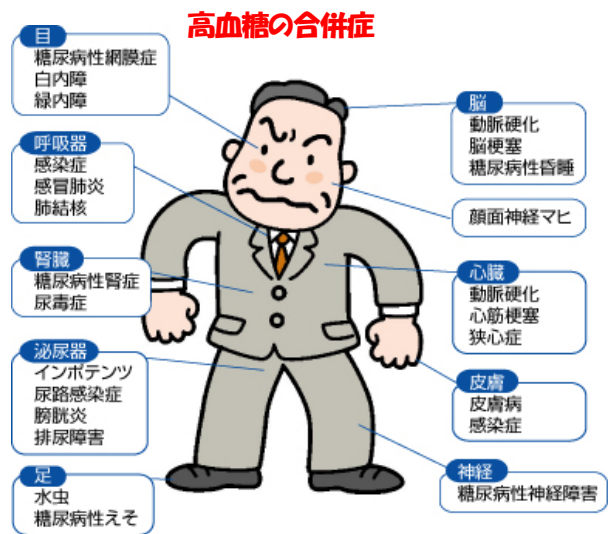 高血糖の合併症
目
糖尿病性網膜症
白内障
緑内障
呼吸器
感染症
感冒肺炎
肺結核
腎臓
糖尿病性腎症
尿毒症
泌尿器
インポテンツ
尿路感染症
膀胱炎
排尿障害
足
水虫
糖尿病性えそ
脳
動脈硬化
脳梗塞
糖尿病性昏睡
顔面神経マヒ
心臓
動脈硬化
心筋梗塞
狭心症
皮膚
皮膚病
感染症
神経
糖尿病性神経障害